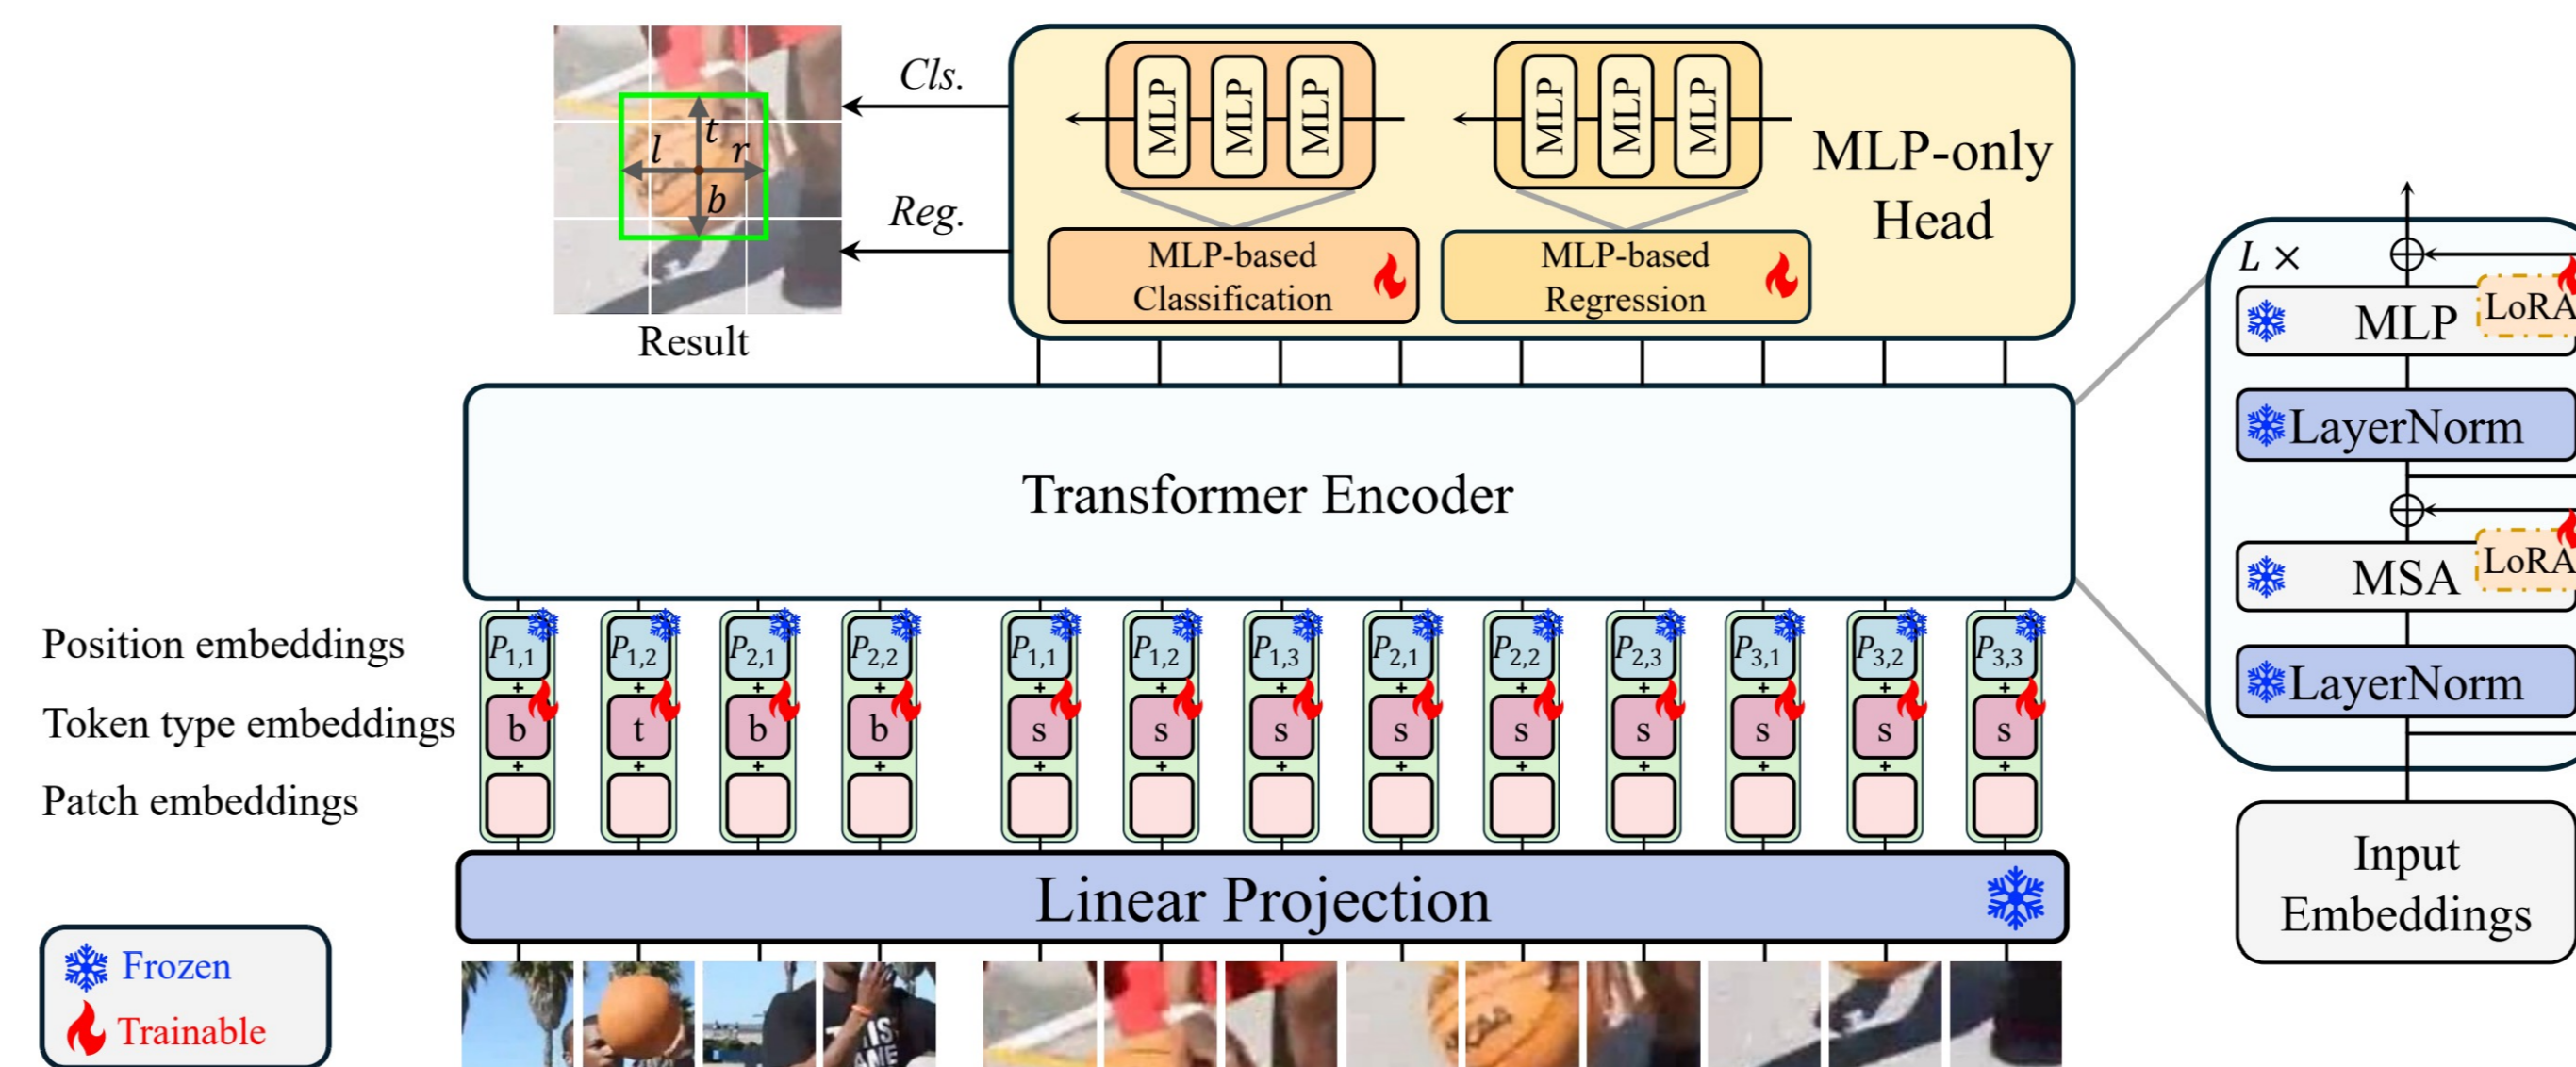 Cls.
Reg.
t
l
r
b
Result
MLP MLP MLP
MLP MLP MLP
MLP-only
Head
MLP-based
Classification
MLP-based
Regression
Transformer Encoder
Position embeddings
P1,1 P1,2 P2,1 P2,2 P1,1 P1,2 P1,3 P2,1 P2,2 P2,3 P3,1 P3,2 P3,3
+ + + + + + + + + + + + +
Token type embeddings
b t b b s s s s s s s s s
+ + + + + + + + + + + + +
Patch embeddings
Linear Projection
Frozen
Trainable
L ×
MLP
LoRA
LayerNorm
MSA
LoRA
LayerNorm
Input
Embeddings